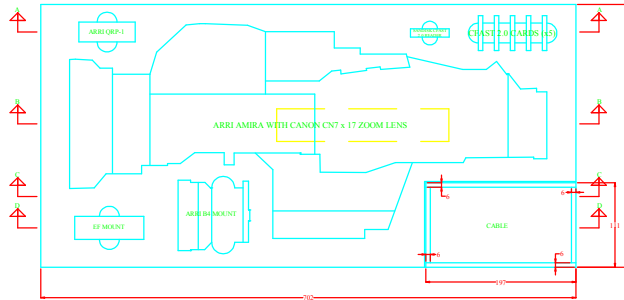 A
A
ARRI QRP-1
CFAST 2.0 CARDS (x5)
B
B
ARRI AMIRA WITH CANON CN7 x 17 ZOOM LENS
C
C
6
6
D
D
ARRI B4 MOUNT
EF MOUNT
CABLE
111
6
6
197
702